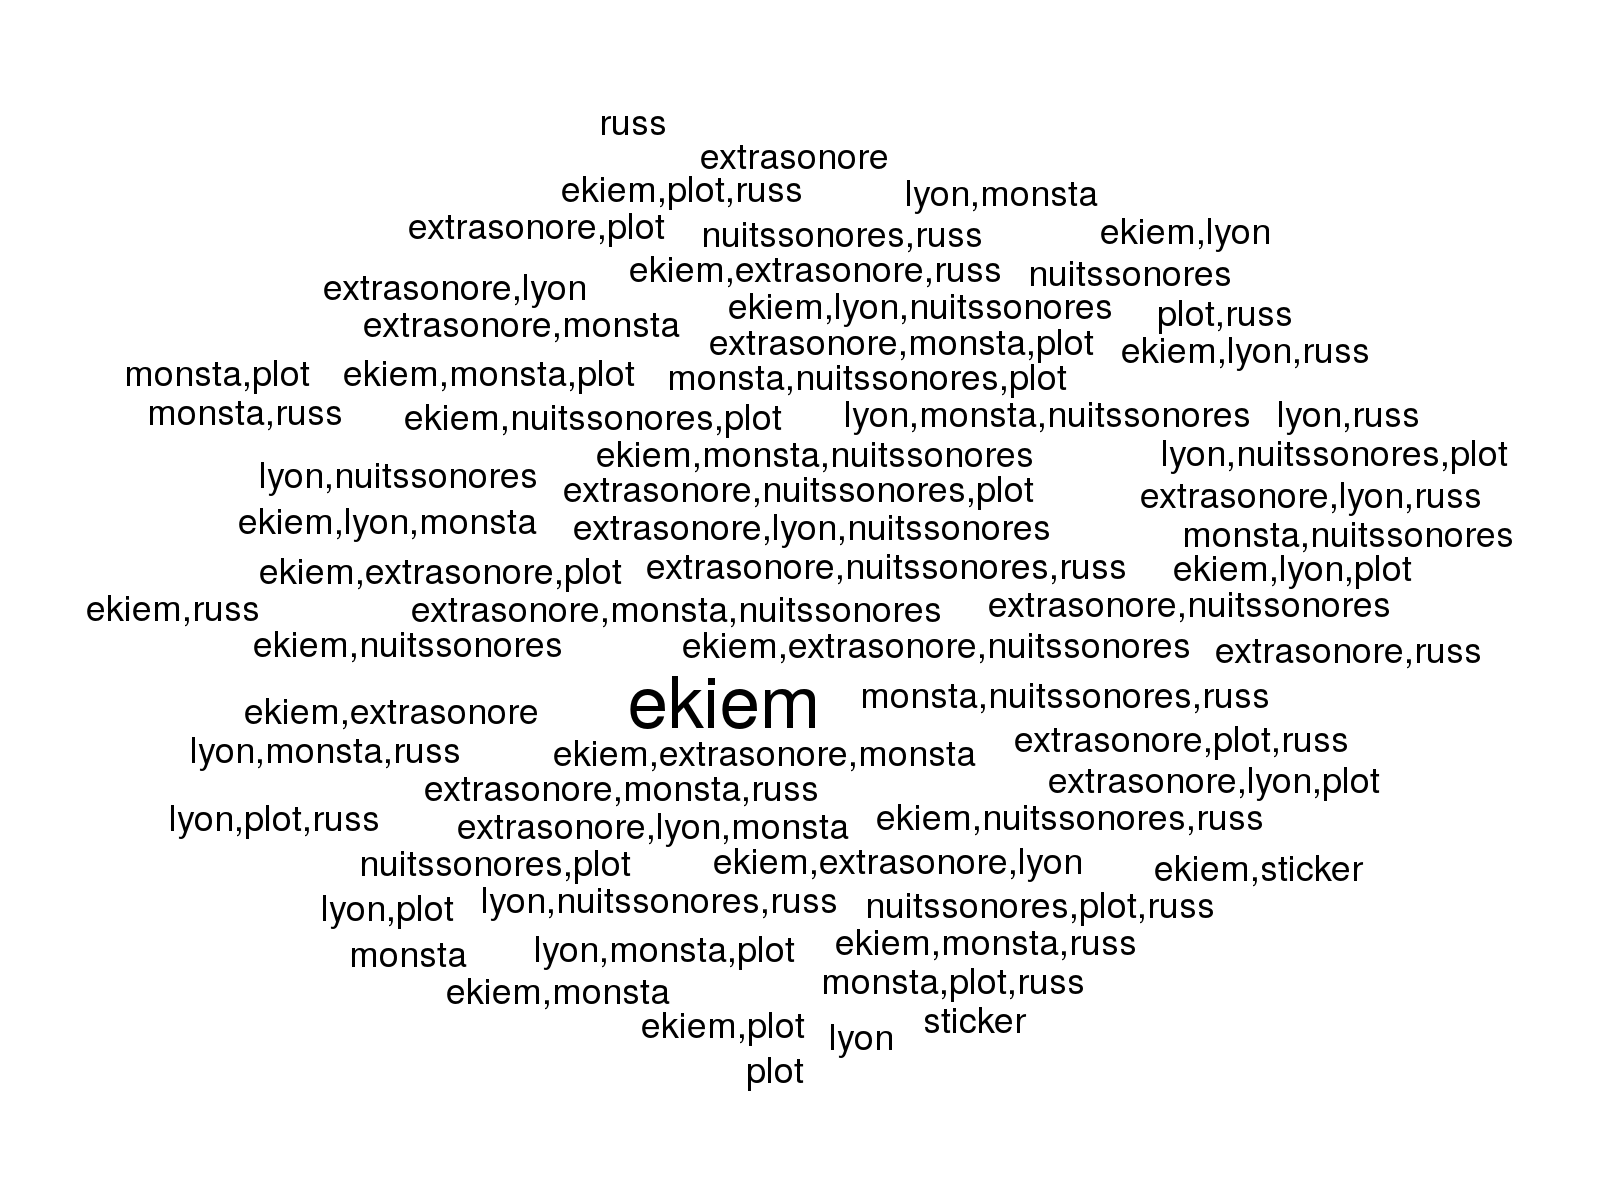 russ
extrasonore
ekiem,plot,russ lyon,monsta
extrasonore,plot nuitssonores,russ ekiem,lyon
ekiem,extrasonore,russ nuitssonores
extrasonore,lyon ekiem,lyon,nuitssonores plot,russ
extrasonore,monsta extrasonore,monsta,plot ekiem,lyon,russ
monsta,plot ekiem,monsta,plot monsta,nuitssonores,plot
monsta,russ ekiem,nuitssonores,plot lyon,monsta,nuitssonores lyon,russ
ekiem,monsta,nuitssonores lyon,nuitssonores,plot
lyon,nuitssonores extrasonore,nuitssonores,plot extrasonore,lyon,russ
ekiem,lyon,monsta extrasonore,lyon,nuitssonores monsta,nuitssonores
ekiem,extrasonore,plot extrasonore,nuitssonores,russ ekiem,lyon,plot
ekiem,russ extrasonore,monsta,nuitssonores extrasonore,nuitssonores
ekiem,nuitssonores ekiem,extrasonore,nuitssonores extrasonore,russ
ekiem,extrasonore ekiem monsta,nuitssonores,russ
lyon,monsta,russ ekiem,extrasonore,monsta extrasonore,plot,russ
extrasonore,monsta,russ extrasonore,lyon,plot
lyon,plot,russ extrasonore,lyon,monsta ekiem,nuitssonores,russ
nuitssonores,plot ekiem,extrasonore,lyon ekiem,sticker
lyon,plot lyon,nuitssonores,russ nuitssonores,plot,russ
monsta lyon,monsta,plot ekiem,monsta,russ
ekiem,monsta monsta,plot,russ
ekiem,plot lyon sticker
plot